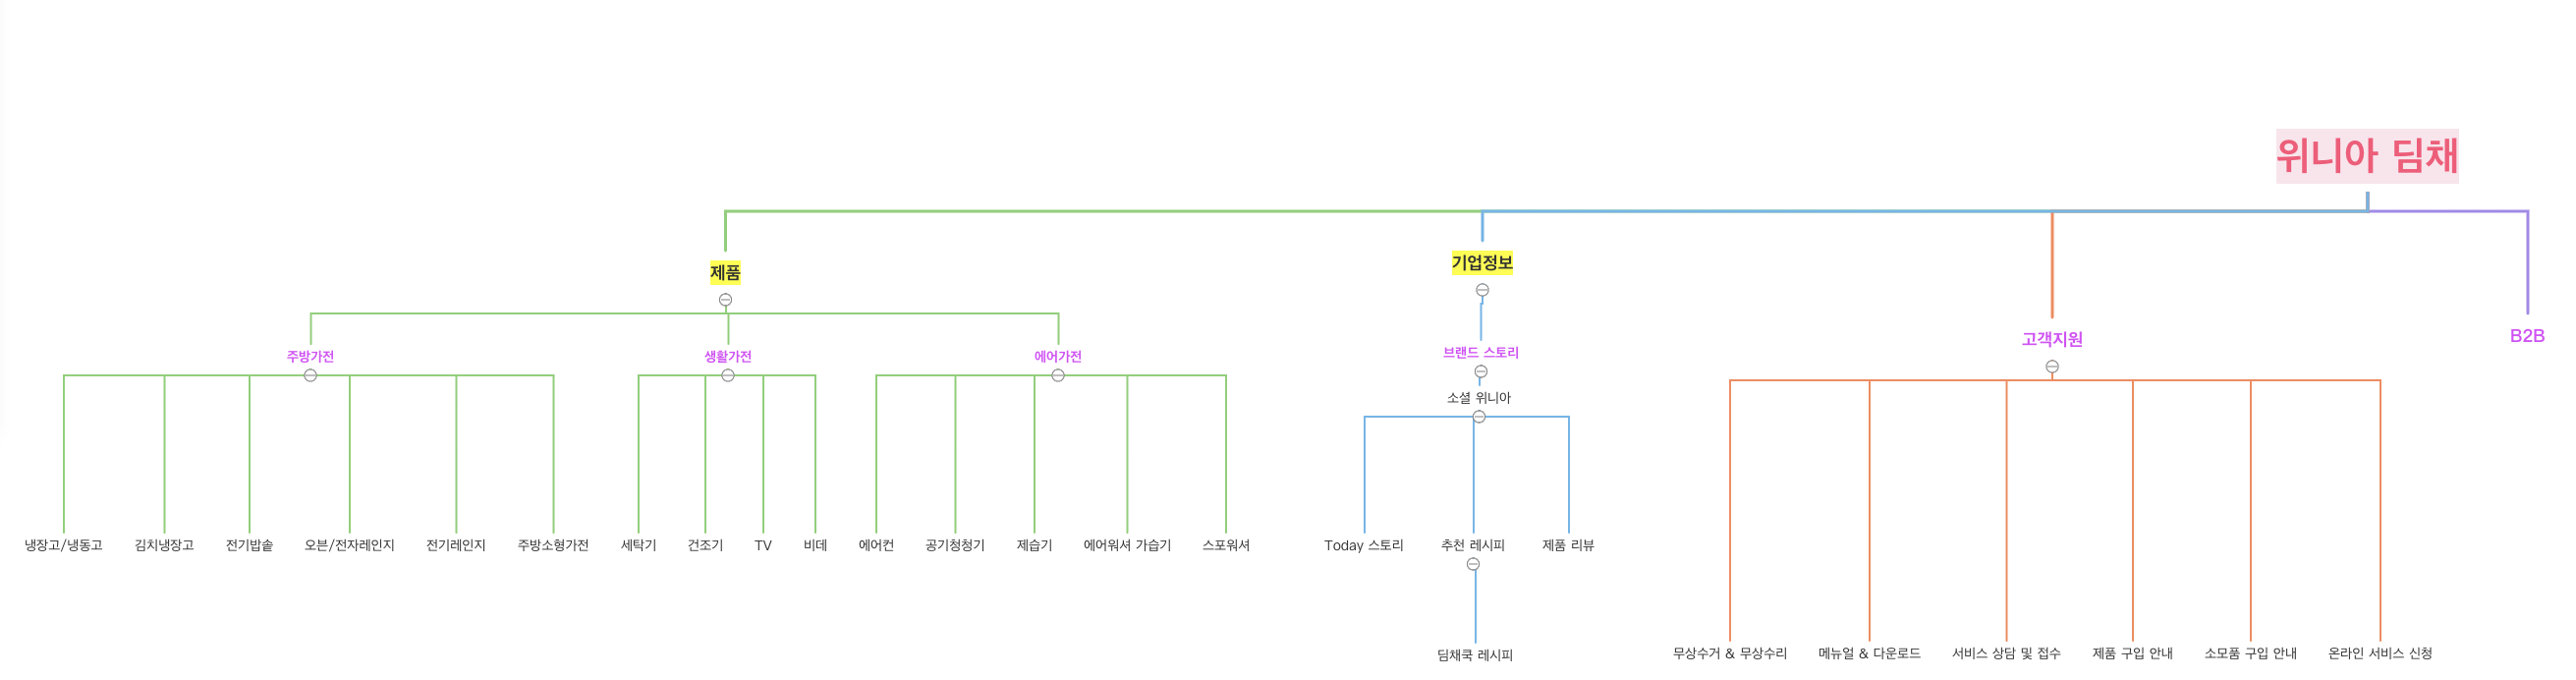 위니아 딤채
제품
기업정보
고객지원
B2B
주방가전
생활가전
에어가전
브랜드 스토리
소셜 위니아
냉장고/냉동고
김치냉장고
전기밥솥
오븐/전자레인지
전기레인지
주방소형가전
세탁기
건조기
TV
비데
에어컨
공기청정기
제습기
에어워셔 가습기
스포워셔
Today 스토리
추천 레시피
제품 리뷰
딤채쿡 레시피
무상수거 & 무상수리
메뉴얼 & 다운로드
서비스 상담 및 접수
제품 구입 안내
소모품 구입 안내
온라인 서비스 신청